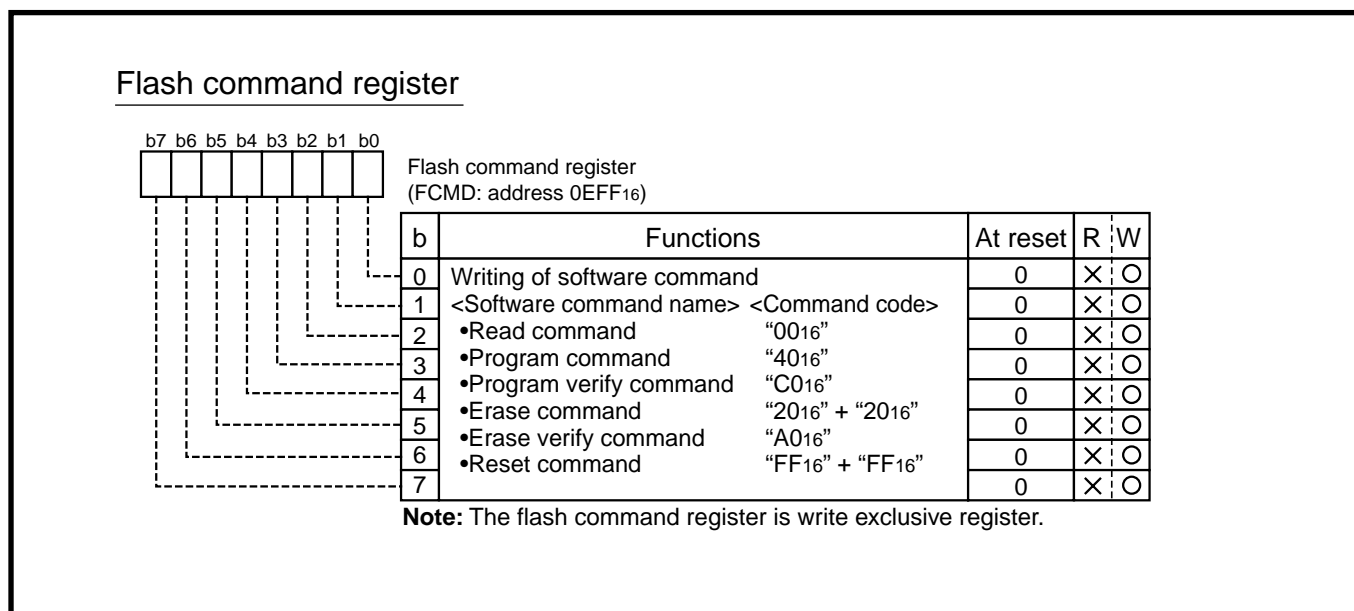 Flash command register
b7 b6 b5 b4 b3 b2 b1 b0
Flash command register
(FCMD: address 0EFF16)
b Functions At reset R W
0 Writing of software command 0 × ○
1 <Software command name> <Command code> 0 × ○
2 •Read command “0016” 0 × ○
3 •Program command “4016” 0 × ○
4 •Program verify command “C016” 0 × ○
•Erase command “2016” + “2016”
5 •Erase verify command “A016” 0 × ○
6 •Reset command “FF16” + “FF16” 0 × ○
7 0 × ○
Note: The flash command register is write exclusive register.